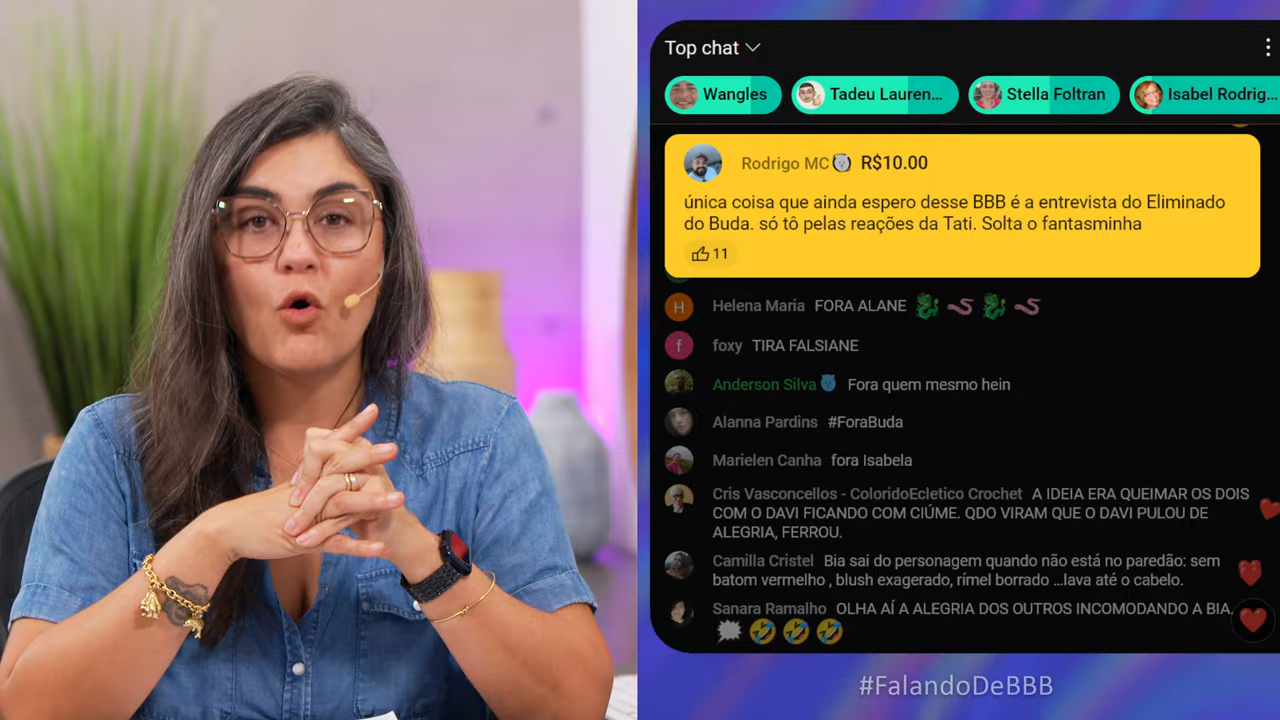 Top chat
Wangles
Tadeu Lauren...
Stella Foltran
Isabel Rodrig...
Rodrigo MC R$10.00
única coisa que ainda espero desse BBB é a entrevista do Eliminado
do Buda. só tô pelas reações da Tati. Solta o fantasminha
11
H
Helena Maria FORA ALANE
f
foxy TIRA FALSIANE
Anderson Silva Fora quem mesmo hein
Alanna Pardins #ForaBuda
Marielen Canha fora Isabela
Cris Vasconcellos - ColoridoEcletico Crochet A IDEIA ERA QUEIMAR OS DOIS
COM O DAVI FICANDO COM CIÚME. QDO VIRAM QUE O DAVI PULOU DE
ALEGRIA, FERROU.
Camilla Cristel Bia sai do personagem quando não está no paredão: sem
batom vermelho , blush exagerado, rímel borrado ...lava até o cabelo.
Sanara Ramalho OLHA AÍ A ALEGRIA DOS OUTROS INCOMODANDO A BIA.
#FalandoDeBBB